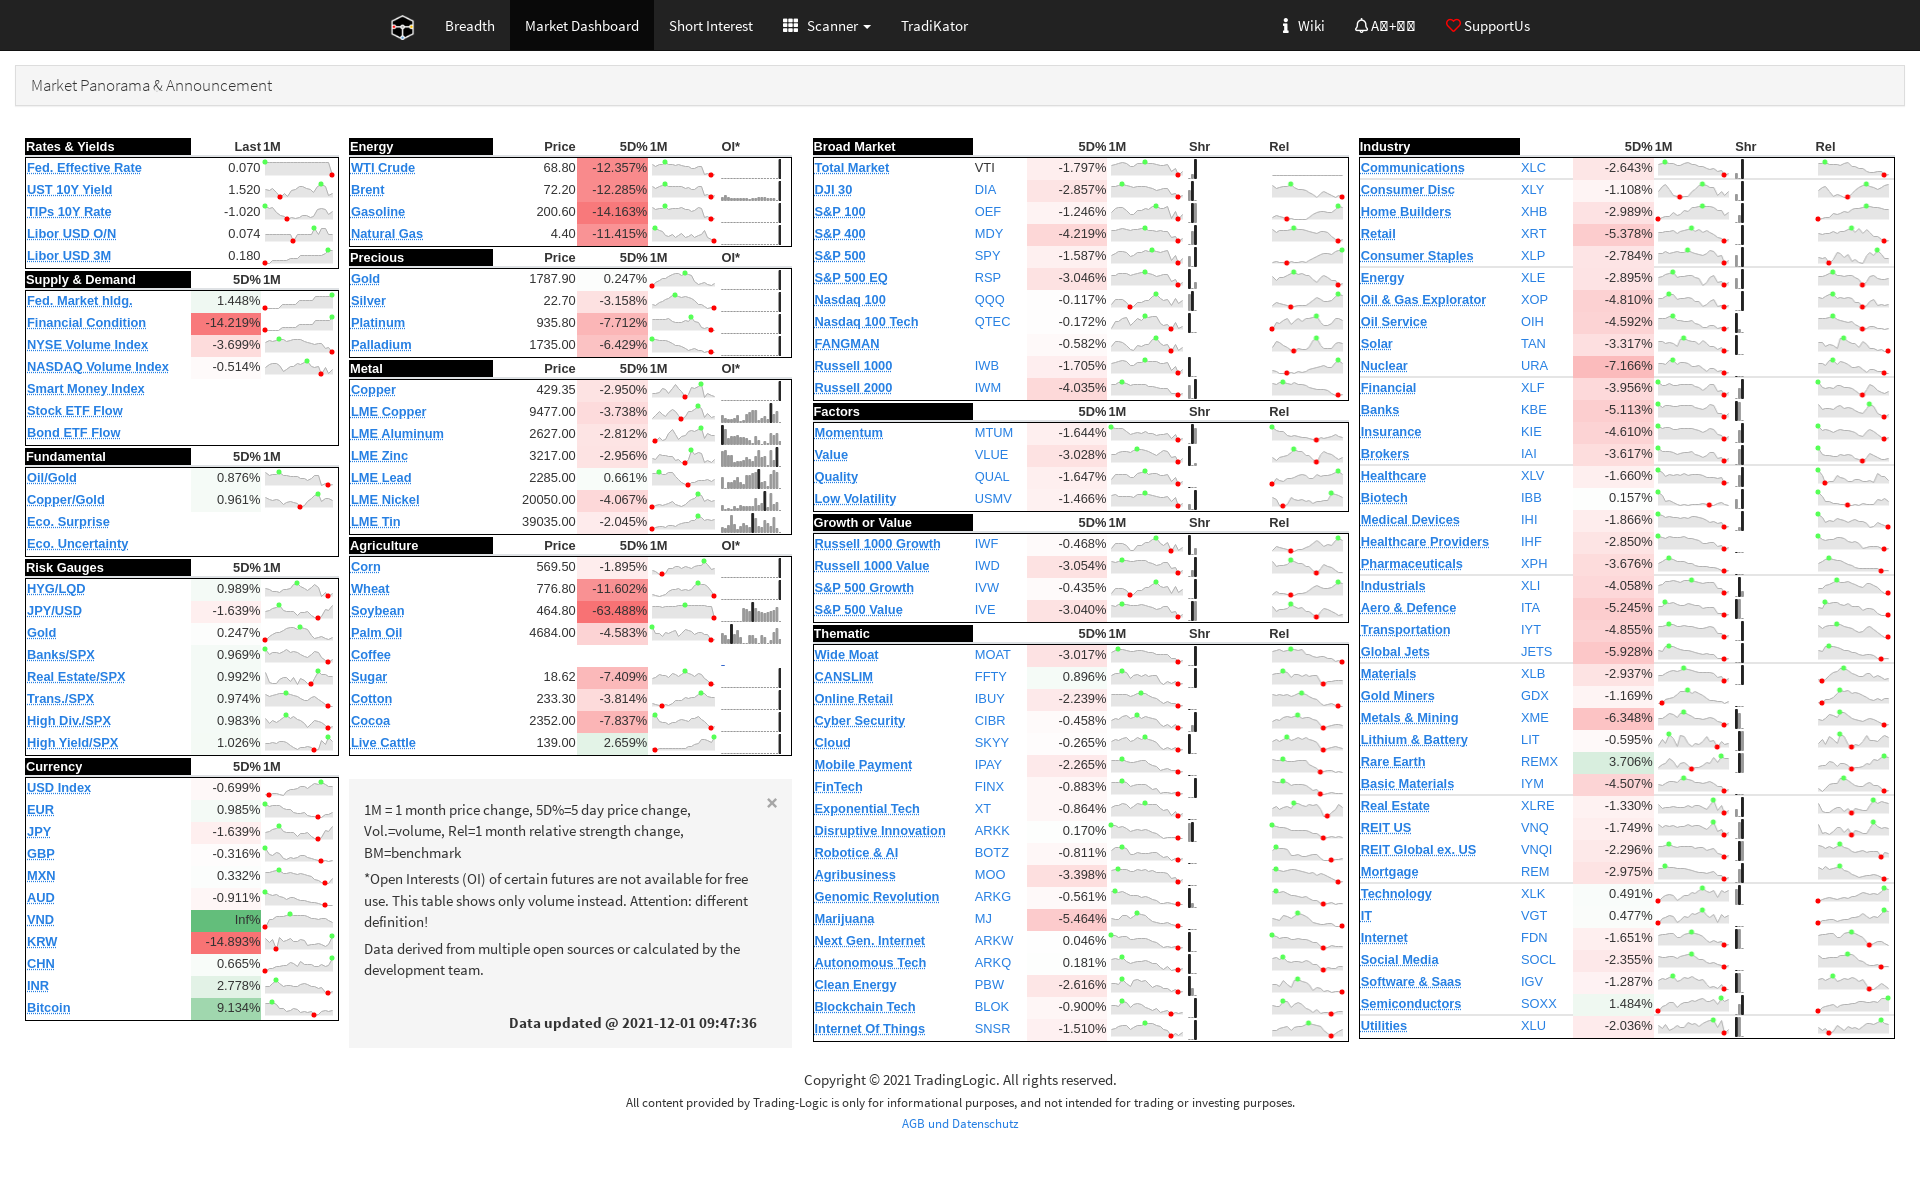 Breadth Market Dashboard Short Interest Scanner TradiKator Wiki SupportUs
Market Panorama & Announcement
Rates & Yields Last 1M
Fed. Effective Rate 0.070
UST 10Y Yield 1.520
TIPs 10Y Rate -1.020
Libor USD O/N 0.074
Libor USD 3M 0.180
Supply & Demand 5D% 1M
Fed. Market hldg. 1.448%
Financial Condition -14.219%
NYSE Volume Index -3.699%
NASDAQ Volume Index -0.514%
Smart Money Index
Stock ETF Flow
Bond ETF Flow
Fundamental 5D% 1M
Oil/Gold 0.876%
Copper/Gold 0.961%
Eco. Surprise
Eco. Uncertainty
Risk Gauges 5D% 1M
HYG/LQD 0.989%
JPY/USD -1.639%
Gold 0.247%
Banks/SPX 0.969%
Real Estate/SPX 0.992%
Trans./SPX 0.974%
High Div./SPX 0.983%
High Yield/SPX 1.026%
Currency 5D% 1M
USD Index -0.699%
EUR 0.985%
JPY -1.639%
GBP -0.316%
MXN 0.332%
AUD -0.911%
VND Inf%
KRW -14.893%
CHN 0.665%
INR 2.778%
Bitcoin 9.134%
Energy Price 5D% 1M OI*
WTI Crude 68.80 -12.357%
Brent 72.20 -12.285%
Gasoline 200.60 -14.163%
Natural Gas 4.40 -11.415%
Precious Price 5D% 1M OI*
Gold 1787.90 0.247%
Silver 22.70 -3.158%
Platinum 935.80 -7.712%
Palladium 1735.00 -6.429%
Metal Price 5D% 1M OI*
Copper 429.35 -2.950%
LME Copper 9477.00 -3.738%
LME Aluminum 2627.00 -2.812%
LME Zinc 3217.00 -2.956%
LME Lead 2285.00 0.661%
LME Nickel 20050.00 -4.067%
LME Tin 39035.00 -2.045%
Agriculture Price 5D% 1M OI*
Corn 569.50 -1.895%
Wheat 776.80 -11.602%
Soybean 464.80 -63.488%
Palm Oil 4684.00 -4.583%
Coffee
Sugar 18.62 -7.409%
Cotton 233.30 -3.814%
Cocoa 2352.00 -7.837%
Live Cattle 139.00 2.659%
×
1M = 1 month price change, 5D%=5 day price change,
Vol.=volume, Rel=1 month relative strength change,
BM=benchmark
*Open Interests (OI) of certain futures are not available for free
use. This table shows only volume instead. Attention: different
definition!
Data derived from multiple open sources or calculated by the
development team.
Data updated @ 2021-12-01 09:47:36
Broad Market 5D% 1M Shr Rel
Total Market VTI -1.797%
DJI 30 DIA -2.857%
S&P 100 OEF -1.246%
S&P 400 MDY -4.219%
S&P 500 SPY -1.587%
S&P 500 EQ RSP -3.046%
Nasdaq 100 QQQ -0.117%
Nasdaq 100 Tech QTEC -0.172%
FANGMAN -0.582%
Russell 1000 IWB -1.705%
Russell 2000 IWM -4.035%
Factors 5D% 1M Shr Rel
Momentum MTUM -1.644%
Value VLUE -3.028%
Quality QUAL -1.647%
Low Volatility USMV -1.466%
Growth or Value 5D% 1M Shr Rel
Russell 1000 Growth IWF -0.468%
Russell 1000 Value IWD -3.054%
S&P 500 Growth IVW -0.435%
S&P 500 Value IVE -3.040%
Thematic 5D% 1M Shr Rel
Wide Moat MOAT -3.017%
CANSLIM FFTY 0.896%
Online Retail IBUY -2.239%
Cyber Security CIBR -0.458%
Cloud SKYY -0.265%
Mobile Payment IPAY -2.265%
FinTech FINX -0.883%
Exponential Tech XT -0.864%
Disruptive Innovation ARKK 0.170%
Robotice & AI BOTZ -0.811%
Agribusiness MOO -3.398%
Genomic Revolution ARKG -0.561%
Marijuana MJ -5.464%
Next Gen. Internet ARKW 0.046%
Autonomous Tech ARKQ 0.181%
Clean Energy PBW -2.616%
Blockchain Tech BLOK -0.900%
Internet Of Things SNSR -1.510%
Industry 5D% 1M Shr Rel
Communications XLC -2.643%
Consumer Disc XLY -1.108%
Home Builders XHB -2.989%
Retail XRT -5.378%
Consumer Staples XLP -2.784%
Energy XLE -2.895%
Oil & Gas Explorator XOP -4.810%
Oil Service OIH -4.592%
Solar TAN -3.317%
Nuclear URA -7.166%
Financial XLF -3.956%
Banks KBE -5.113%
Insurance KIE -4.610%
Brokers IAI -3.617%
Healthcare XLV -1.660%
Biotech IBB 0.157%
Medical Devices IHI -1.866%
Healthcare Providers IHF -2.850%
Pharmaceuticals XPH -3.676%
Industrials XLI -4.058%
Aero & Defence ITA -5.245%
Transportation IYT -4.855%
Global Jets JETS -5.928%
Materials XLB -2.937%
Gold Miners GDX -1.169%
Metals & Mining XME -6.348%
Lithium & Battery LIT -0.595%
Rare Earth REMX 3.706%
Basic Materials IYM -4.507%
Real Estate XLRE -1.330%
REIT US VNQ -1.749%
REIT Global ex. US VNQI -2.296%
Mortgage REM -2.975%
Technology XLK 0.491%
IT VGT 0.477%
Internet FDN -1.651%
Social Media SOCL -2.355%
Software & Saas IGV -1.287%
Semiconductors SOXX 1.484%
Utilities XLU -2.036%
Copyright © 2021 TradingLogic. All rights reserved.
All content provided by Trading-Logic is only for informational purposes, and not intended for trading or investing purposes.
AGB und Datenschutz